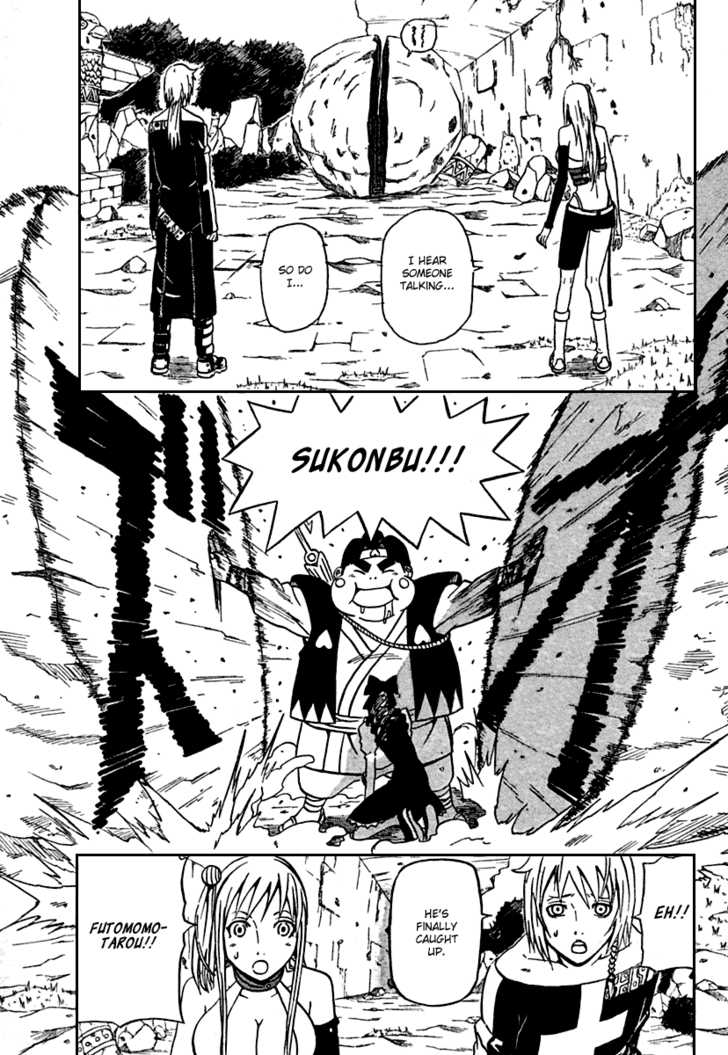 I HEAR
SOMEONE
TALKING...
SO DO
I...
SUKONBU!!!
EH!!
HE'S
FINALLY
CAUGHT
UP.
FUTOMOMO-
TAROU!!